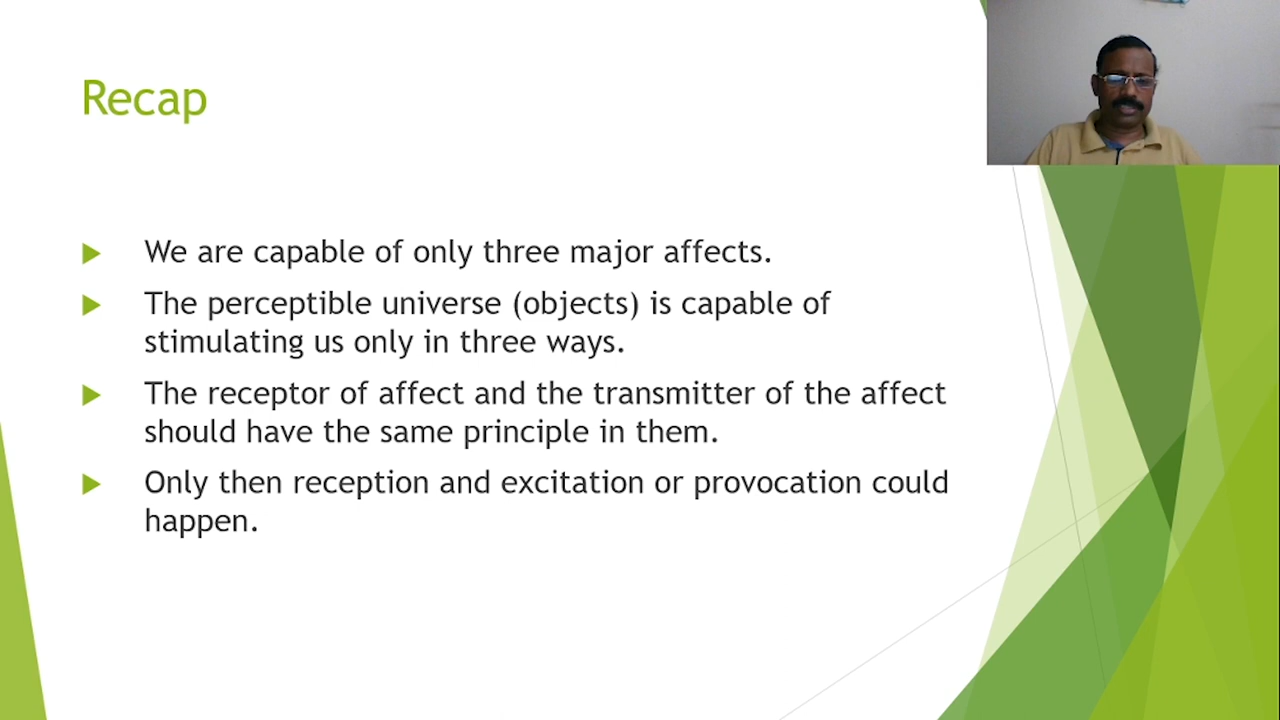 Recap
We are capable of only three major affects.
The perceptible universe (objects) is capable of
stimulating us only in three ways.
The receptor of affect and the transmitter of the affect
should have the same principle in them.
Only then reception and excitation or provocation could
happen.